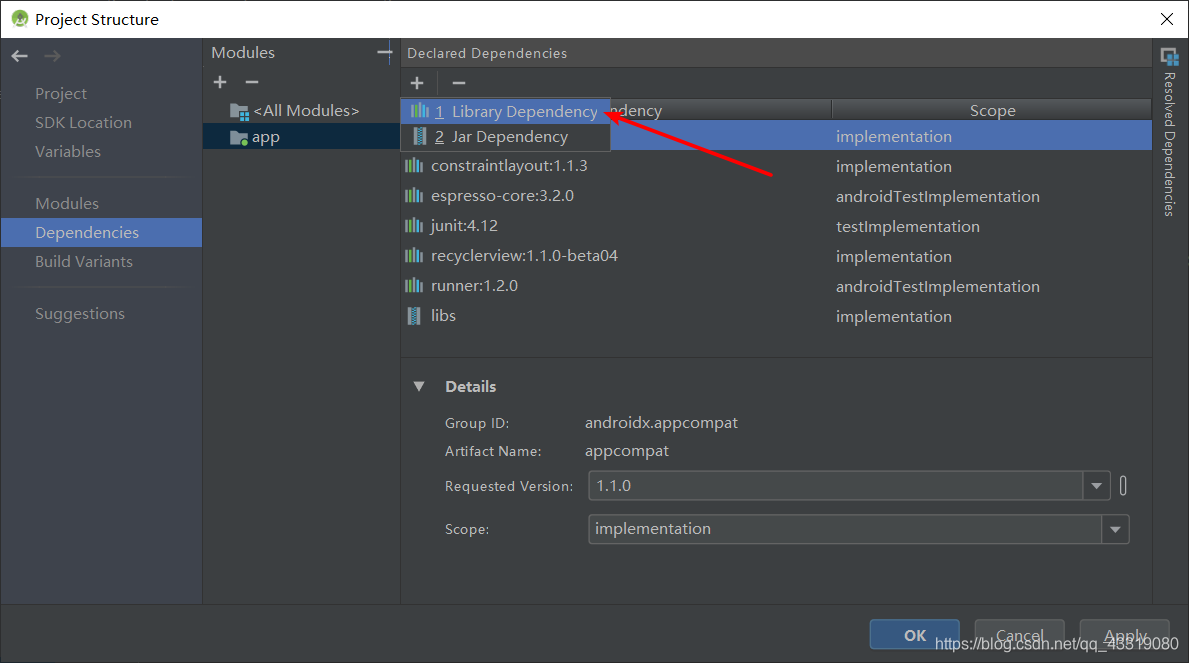 Project Structure
Project
SDK Location
Variables
Modules
Dependencies
Build Variants
Suggestions
Modules
<All Modules>
app
Declared Dependencies
ndency Scope
1 Library Dependency
2 Jar Dependency
implementation
constraintlayout:1.1.3 implementation
espresso-core:3.2.0 androidTestImplementation
junit:4.12 testImplementation
recyclerview:1.1.0-beta04 implementation
runner:1.2.0 androidTestImplementation
libs implementation
Details
Group ID: androidx.appcompat
Artifact Name: appcompat
Requested Version: 1.1.0
Scope: implementation
Resolved Dependencies
OK Cancel Apply
https://blog.csdn.net/qq_43319080